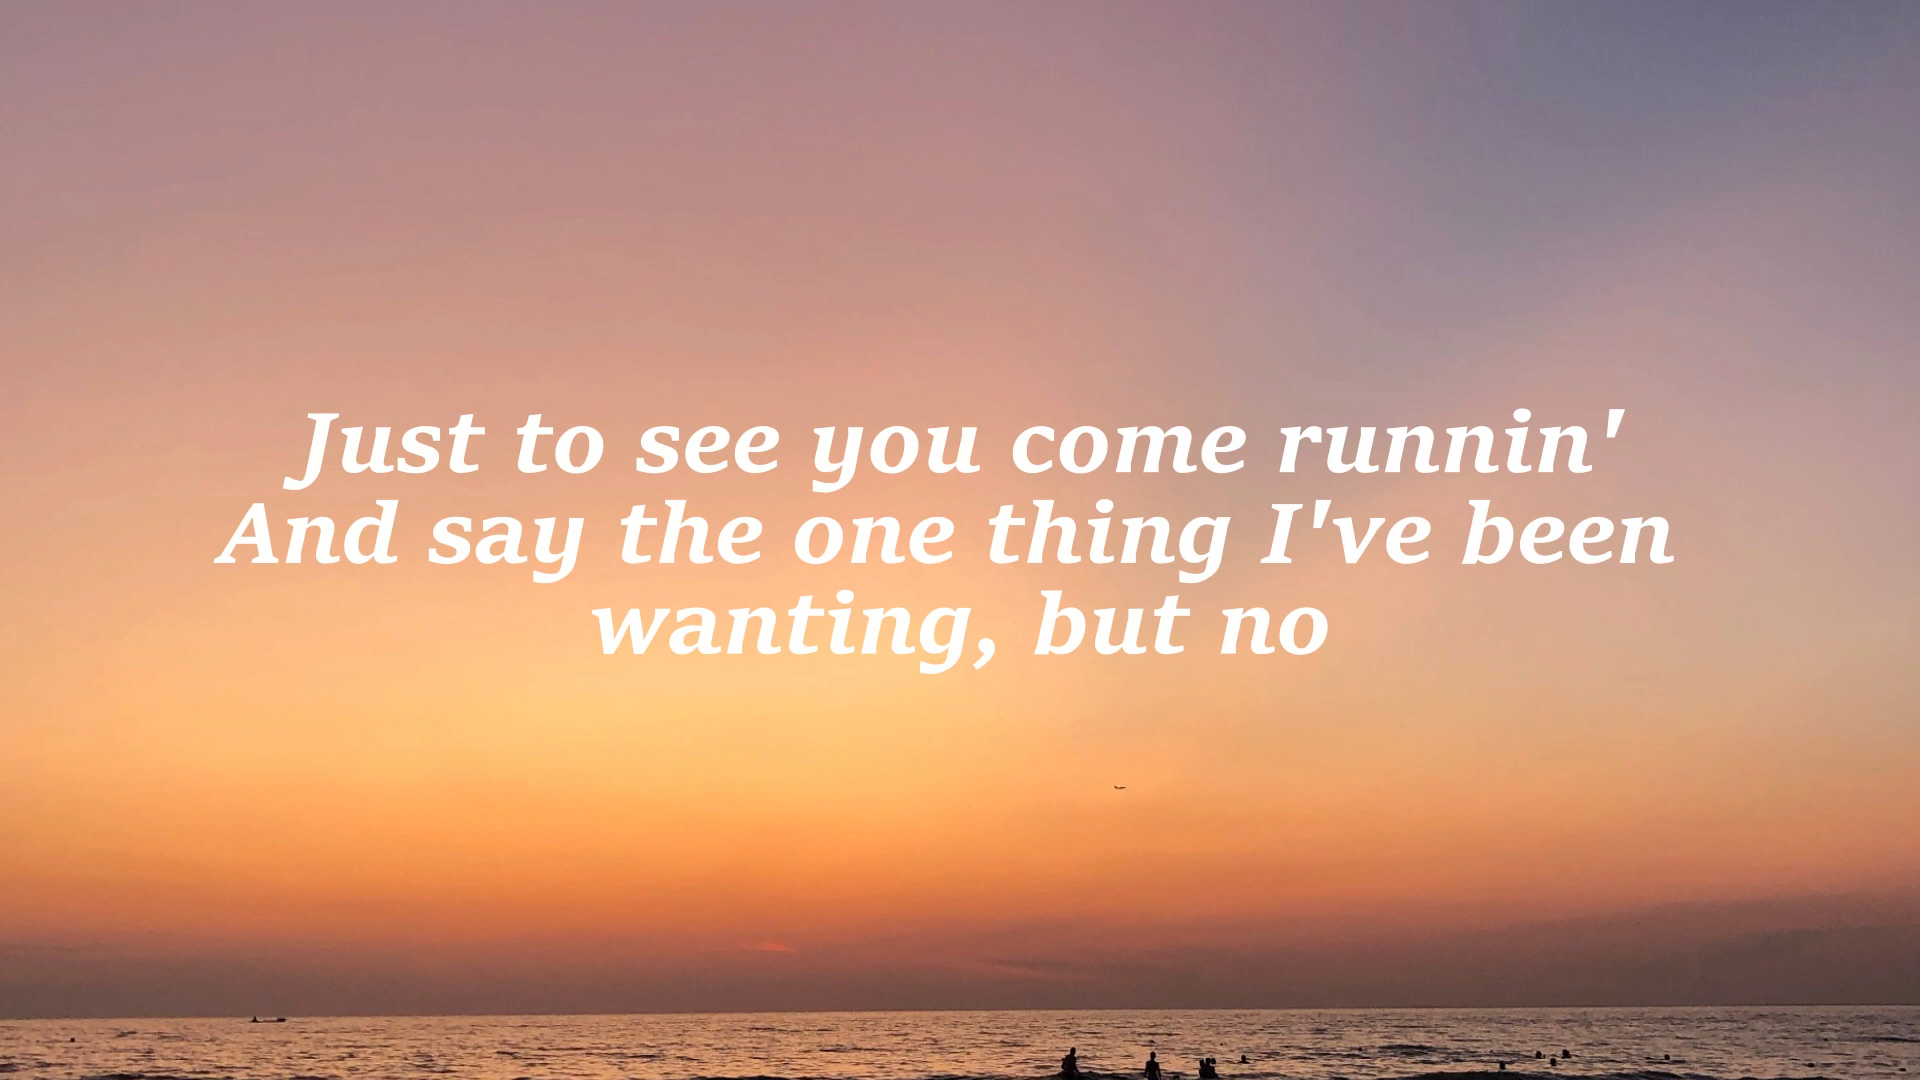 Just to see you come runnin'
And say the one thing I've been
wanting, but no